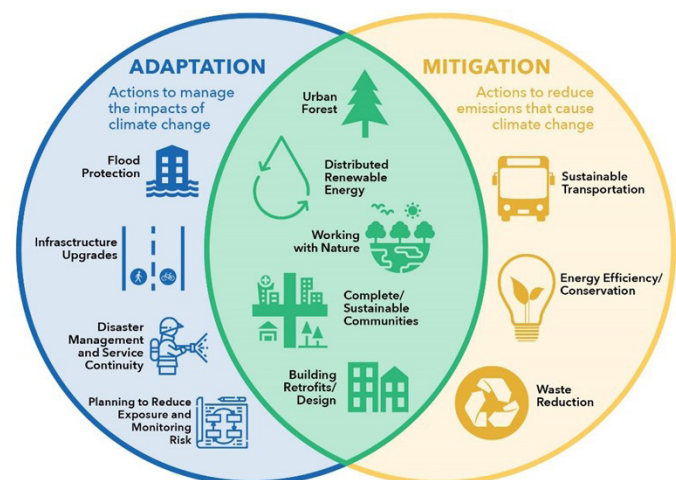 ADAPTATION
Actions to manage
the impacts of
climate change
Flood
Protection
Infrastructure
Upgrades
Disaster
Management
and Service
Continuity
Planning to Reduce
Exposure and
Monitoring
Risk
Urban
Forest
Distributed
Renewable
Energy
Working
with Nature
Complete/
Sustainable
Communities
Building
Retrofits/
Design
MITIGATION
Actions to reduce
emissions that cause
climate change
Sustainable
Transportation
Energy Efficiency/
Conservation
Waste
Reduction